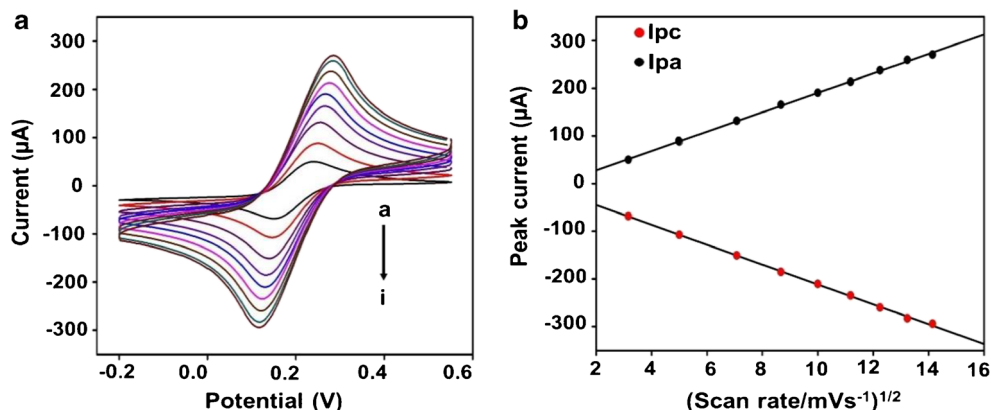 a
300
200
100
0
-100
-200
-300
Current (µA)
a
i
-0.2
0.0
0.2
0.4
0.6
Potential (V)
b
Ipc
Ipa
300
200
100
0
-100
-200
-300
Peak current (µA)
2
4
6
8
10
12
14
16
(Scan rate/mVs⁻¹)¹/²